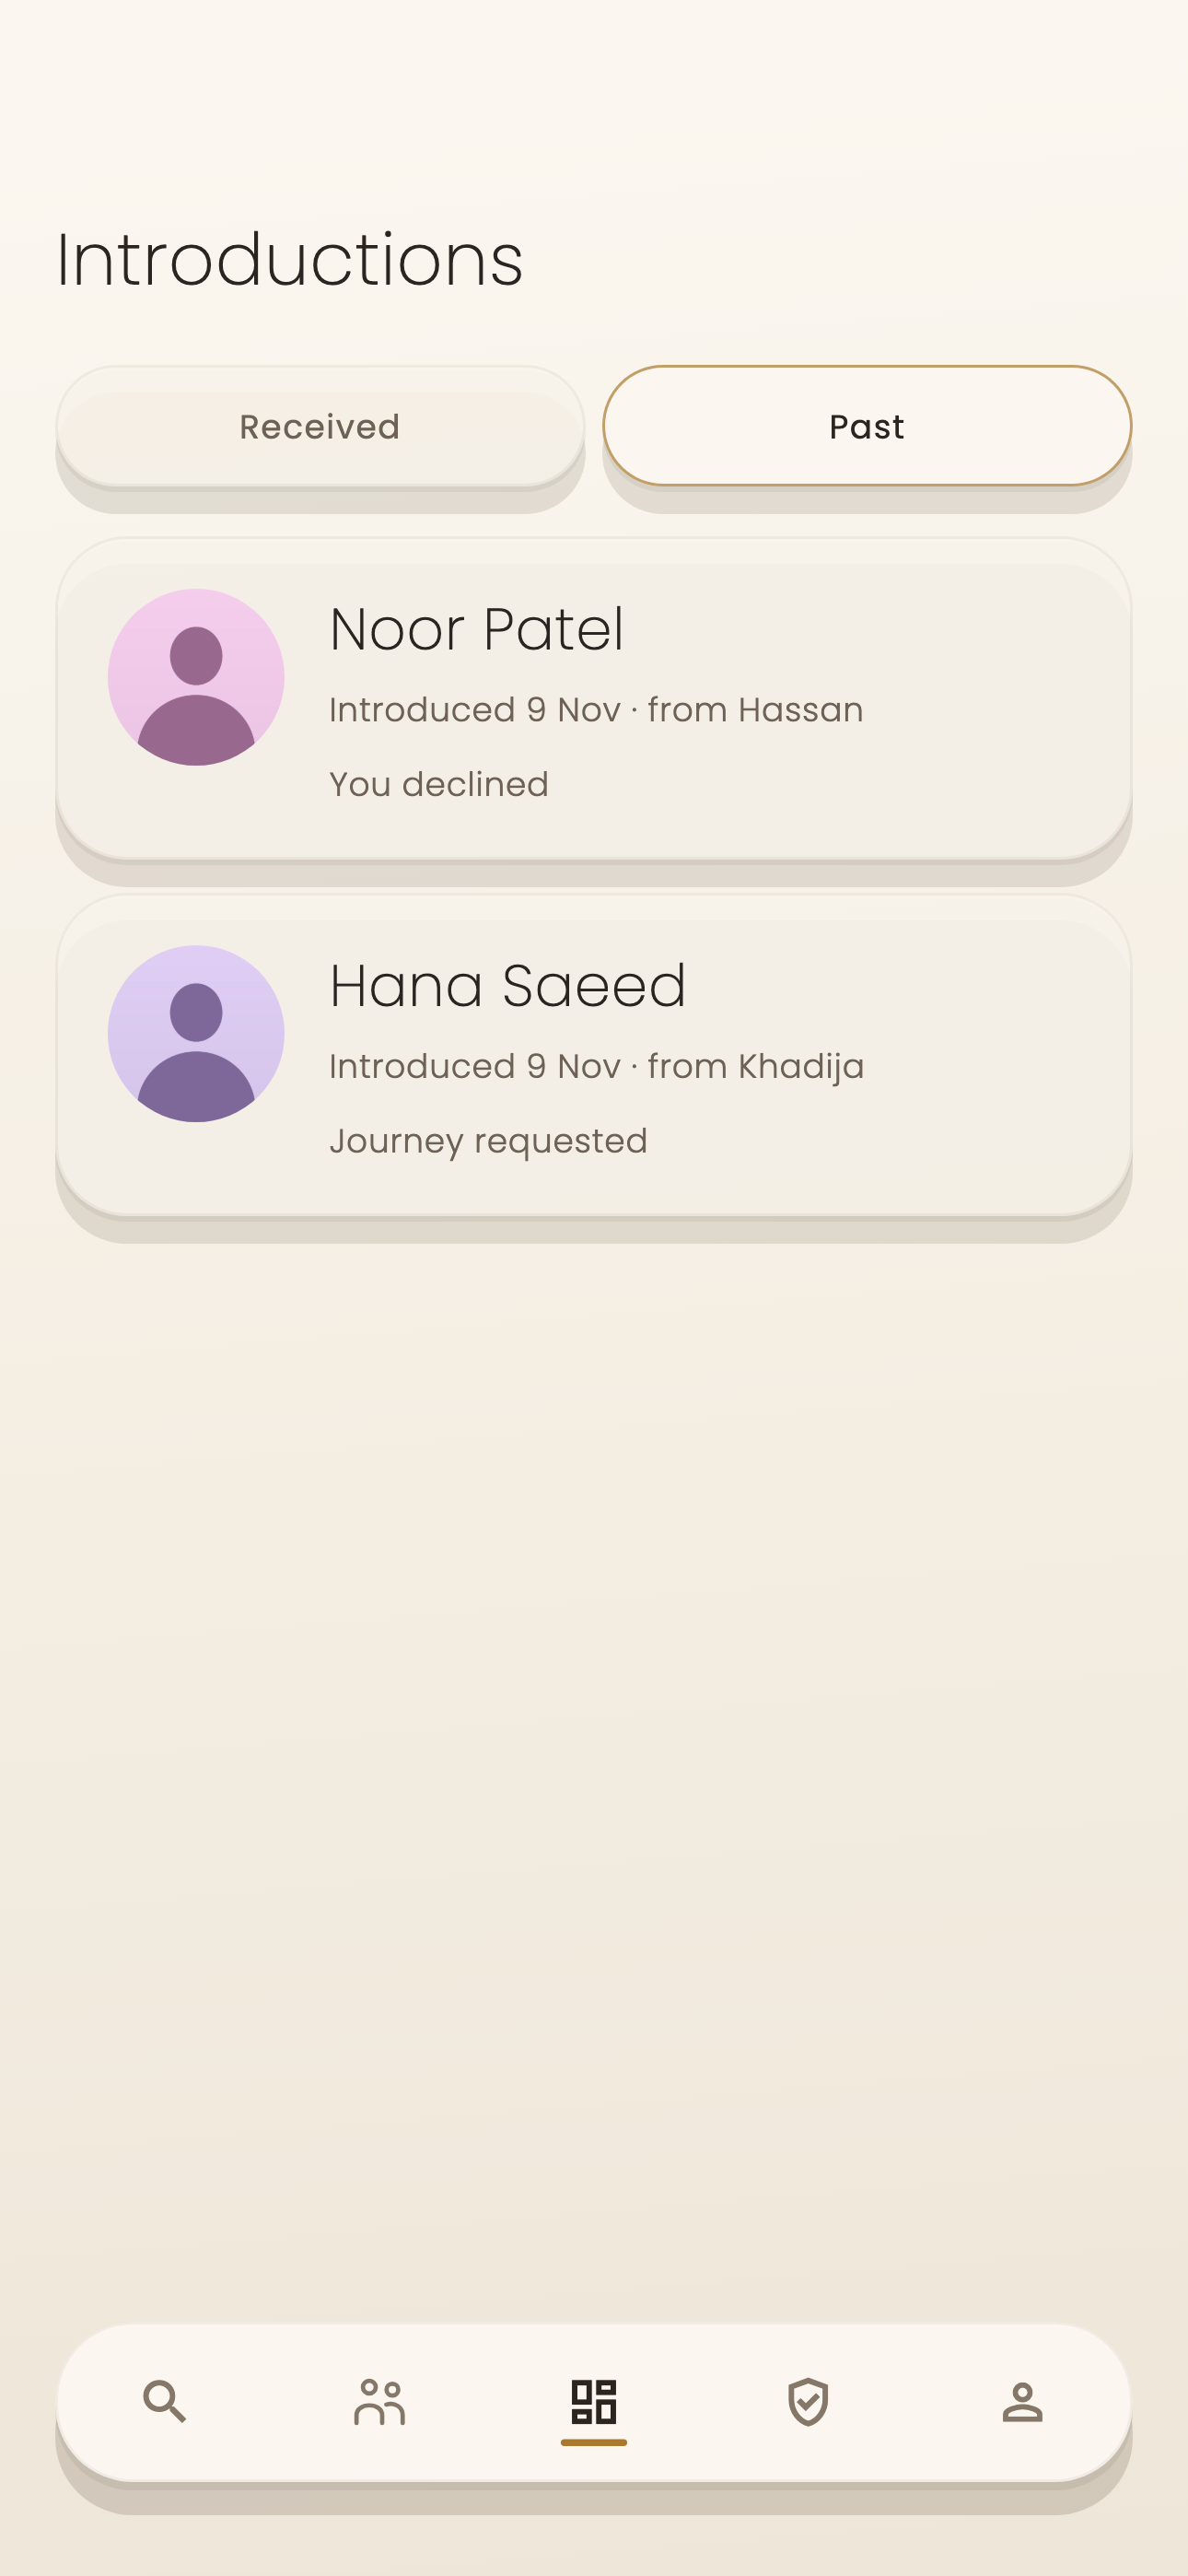 Introductions
Received
Past
Noor Patel
Introduced 9 Nov · from Hassan
You declined
Hana Saeed
Introduced 9 Nov · from Khadija
Journey requested